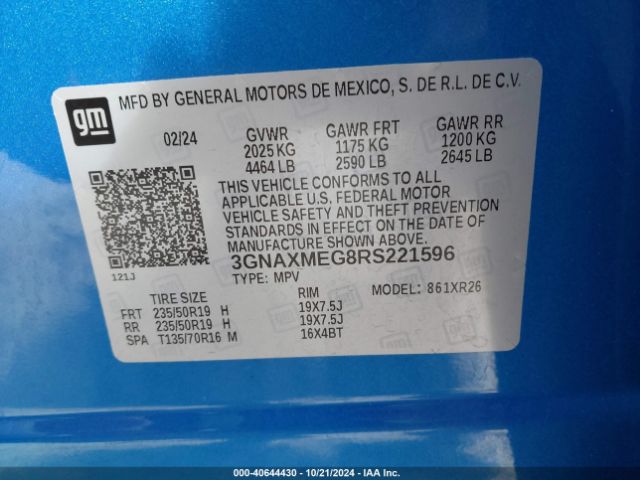 gm
MFD BY GENERAL MOTORS DE MEXICO, S. DE R.L. DE C.V.
02/24 GVWR GAWR FRT GAWR RR
2025 KG 1175 KG 1200 KG
4464 LB 2590 LB 2645 LB
THIS VEHICLE CONFORMS TO ALL
APPLICABLE U.S. FEDERAL MOTOR
VEHICLE SAFETY AND THEFT PREVENTION
STANDARDS IN EFFECT ON THE DATE OF
MANUFACTURE SHOWN ABOVE.
3GNAXMEG8RS221596
121J TYPE: MPV MODEL: 861XR26
TIRE SIZE RIM
FRT 235/50R19 H 19X7.5J
RR 235/50R19 H 19X7.5J
SPA T135/70R16 M 16X4BT
000-40644430 - 10/21/2024 - IAA Inc.